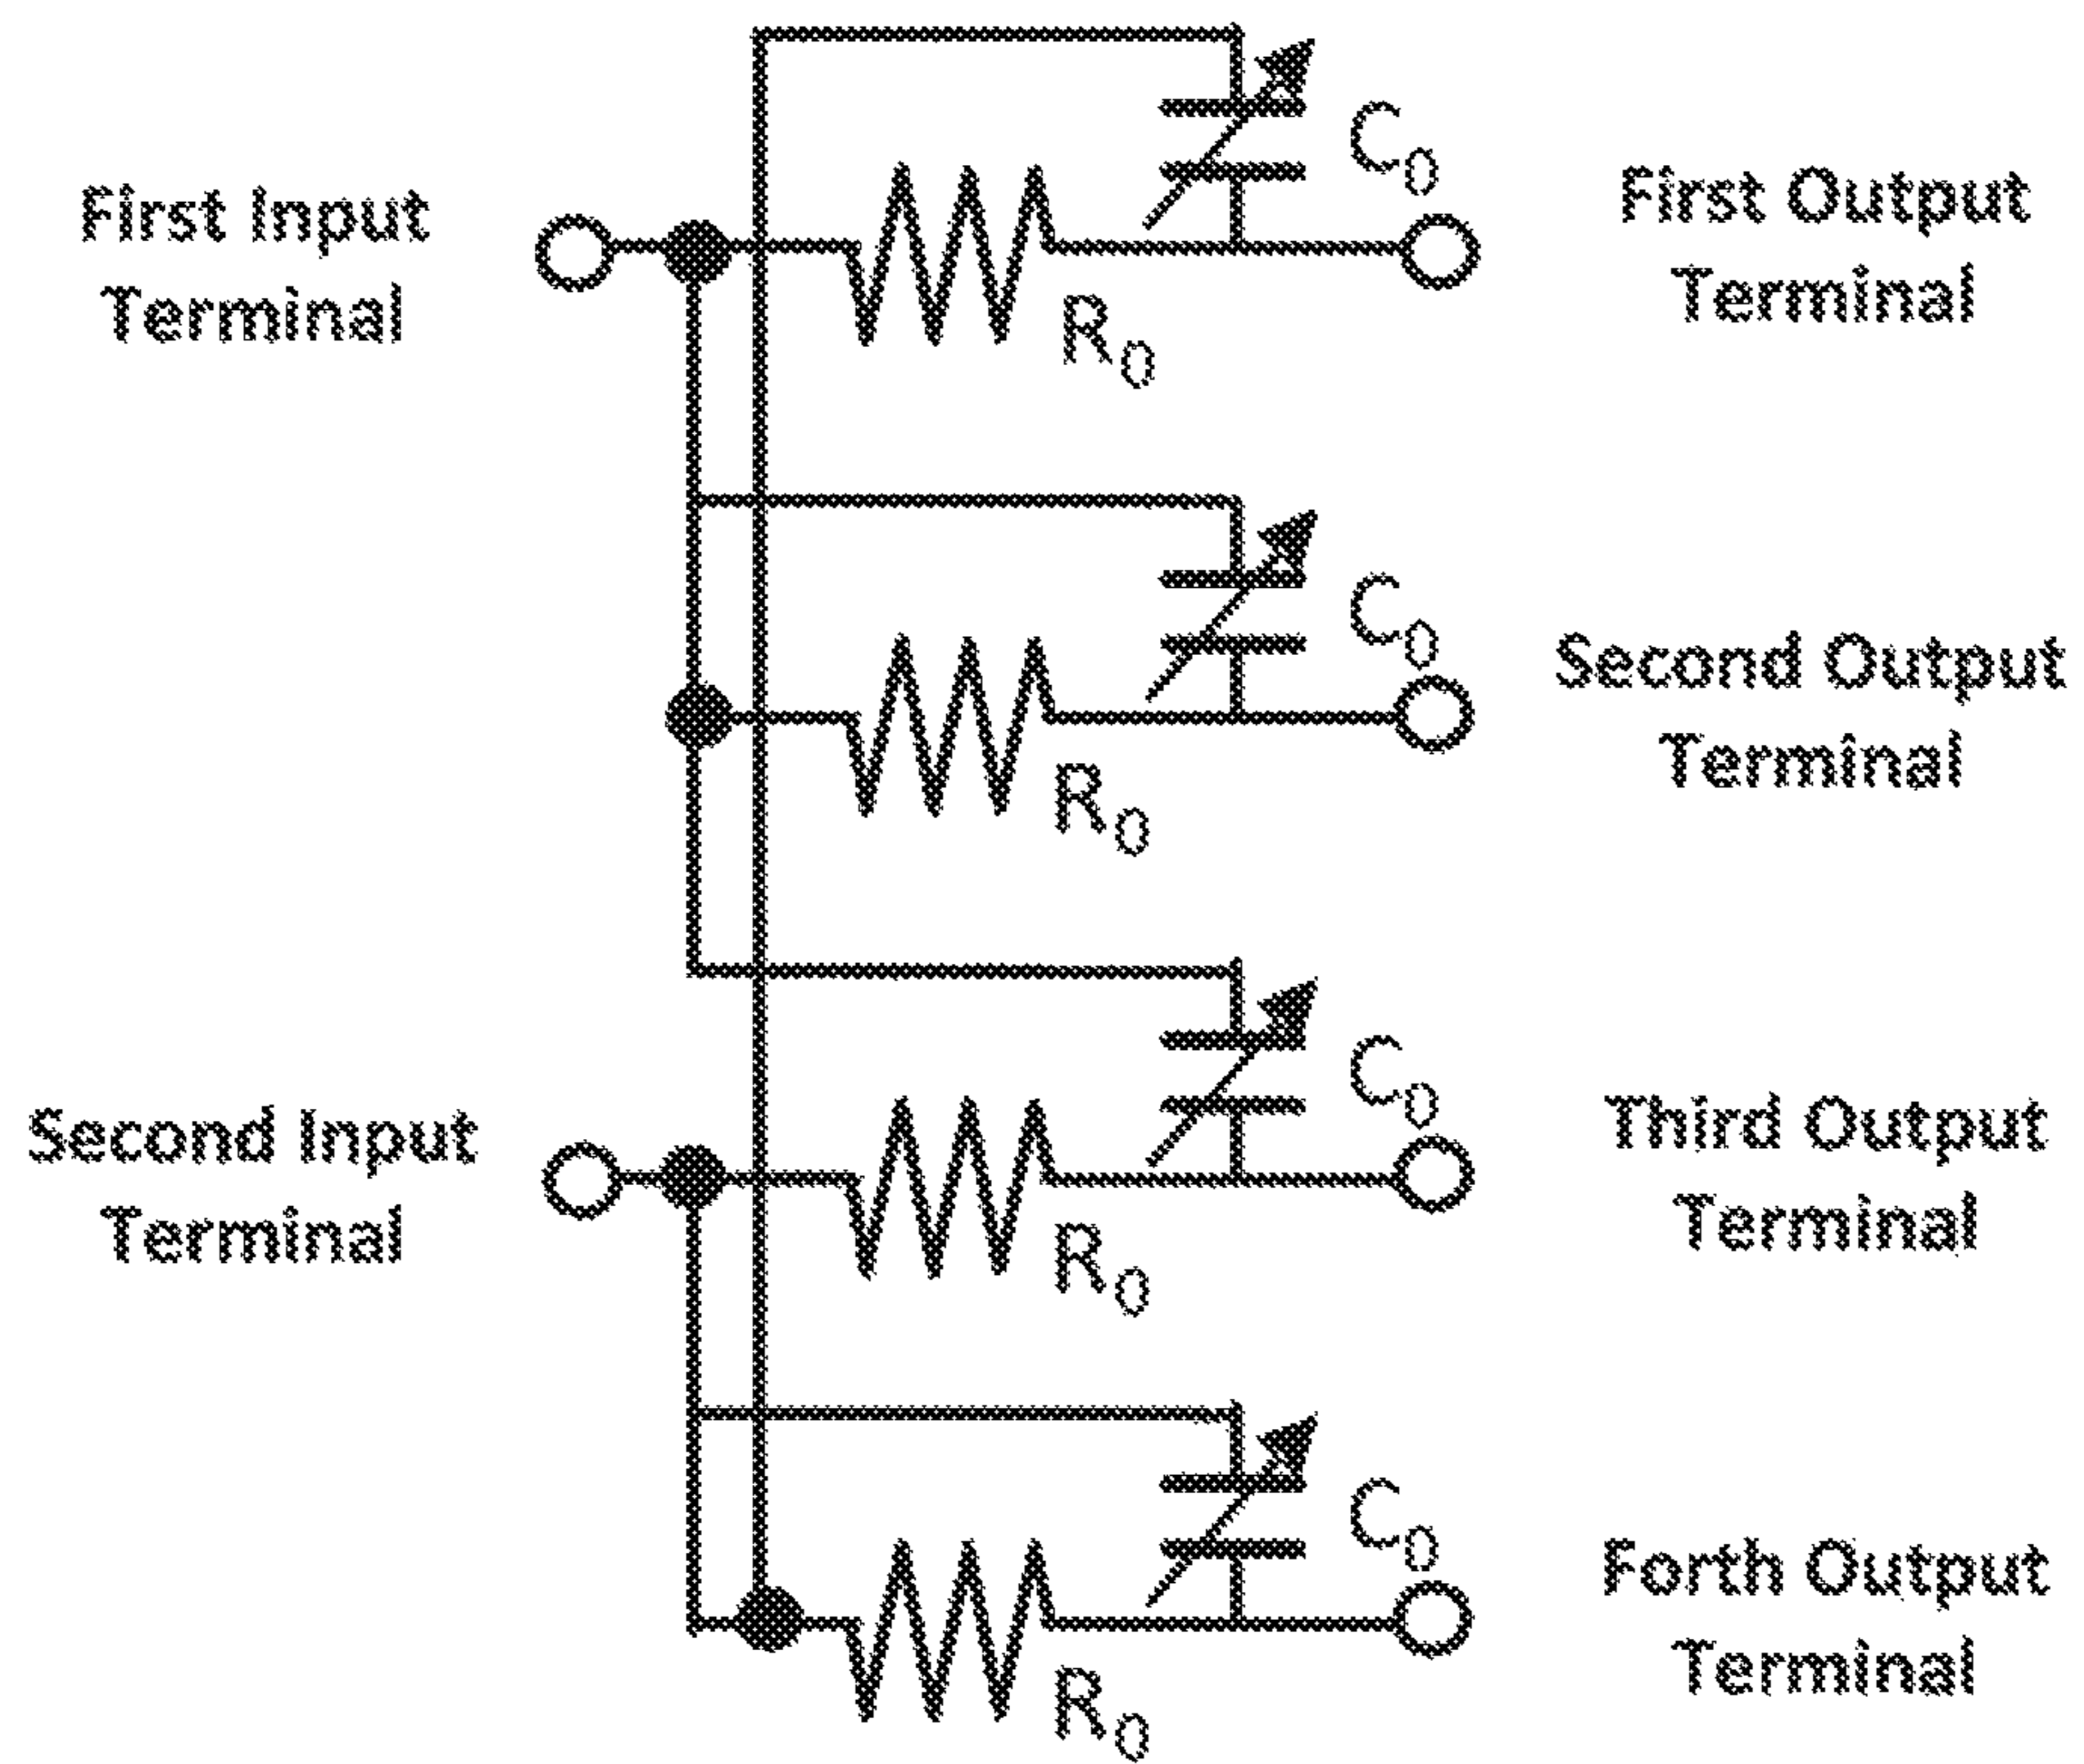 First Input
Terminal
C0
First Output
Terminal
R0
C0
Second Output
Terminal
R0
Second Input
Terminal
C0
Third Output
Terminal
R0
C0
Forth Output
Terminal
R0